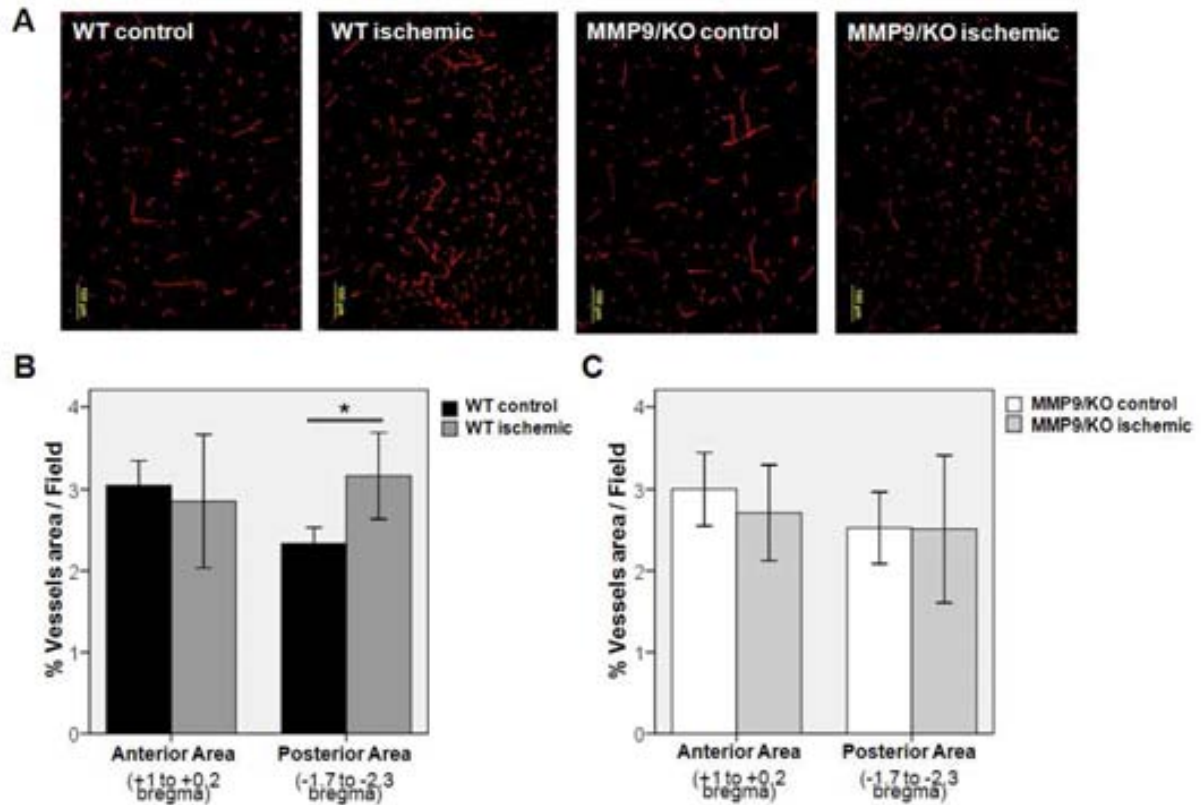 A
WT control
WT ischemic
MMP9/KO control
MMP9/KO ischemic
B
% Vessels area / Field
4
3
2
1
0
*
WT control
WT ischemic
Anterior Area
(+1 to +0,2
bregma)
Posterior Area
(-1,7 to -2,3
bregma)
C
% Vessels area / Field
4
3
2
1
0
MMP9/KO control
MMP9/KO ischemic
Anterior Area
(+1 to +0,2
bregma)
Posterior Area
(-1,7 to -2,3
bregma)